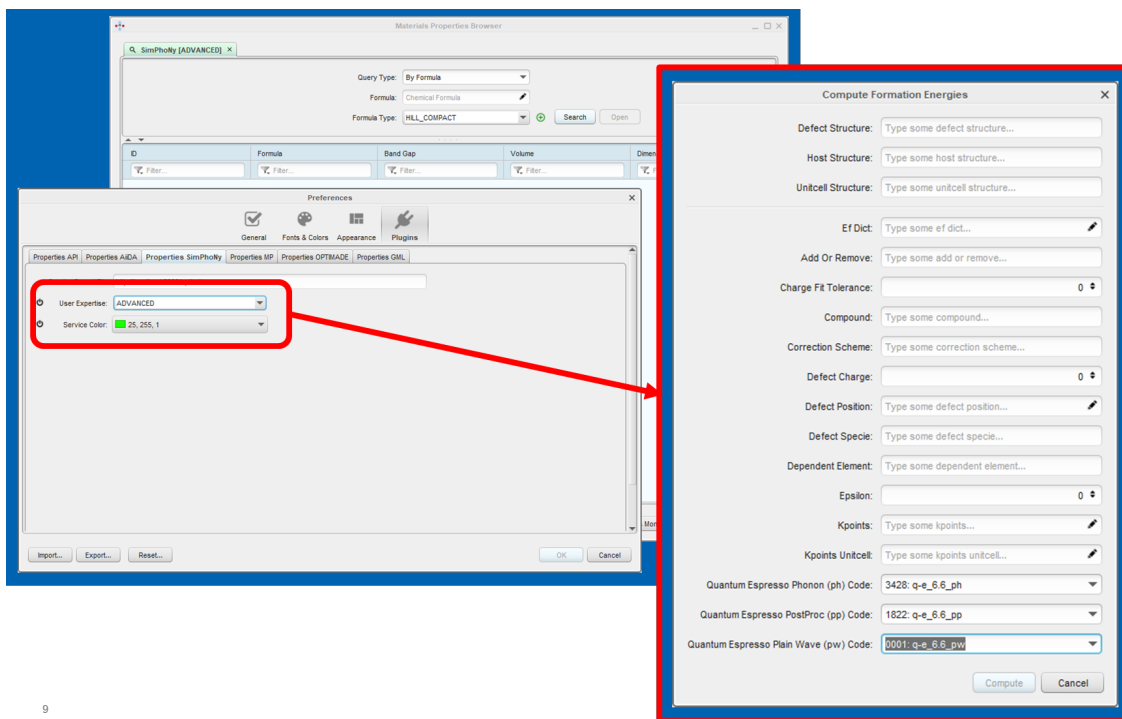 Materials Properties Browser
SimPhoNy [ADVANCED] ×
Query Type: By Formula
Formula: Chemical Formula
Formula Type: HILL_COMPACT Search Open
ID Formula Band Gap Volume
Filter... Filter... Filter... Filter...
Preferences
General Fonts & Colors Appearance Plugins
Properties API Properties AiiDA Properties SimPhoNy Properties MP Properties OPTIMADE Properties GML
User Expertise: ADVANCED
Service Color: 25, 255, 1
Import... Export... Reset... OK Cancel
Compute Formation Energies
Defect Structure: Type some defect structure...
Host Structure: Type some host structure...
Unitcell Structure: Type some unitcell structure...
Ef Dict: Type some ef dict...
Add Or Remove: Type some add or remove...
Charge Fit Tolerance: 0
Compound: Type some compound...
Correction Scheme: Type some correction scheme...
Defect Charge: 0
Defect Position: Type some defect position...
Defect Specie: Type some defect specie...
Dependent Element: Type some dependent element...
Epsilon: 0
Kpoints: Type some kpoints...
Kpoints Unitcell: Type some kpoints unitcell...
Quantum Espresso Phonon (ph) Code: 3428: q-e_6.6_ph
Quantum Espresso PostProc (pp) Code: 1822: q-e_6.6_pp
Quantum Espresso Plain Wave (pw) Code: 0001: q-e_6.6_pw
Compute Cancel
9